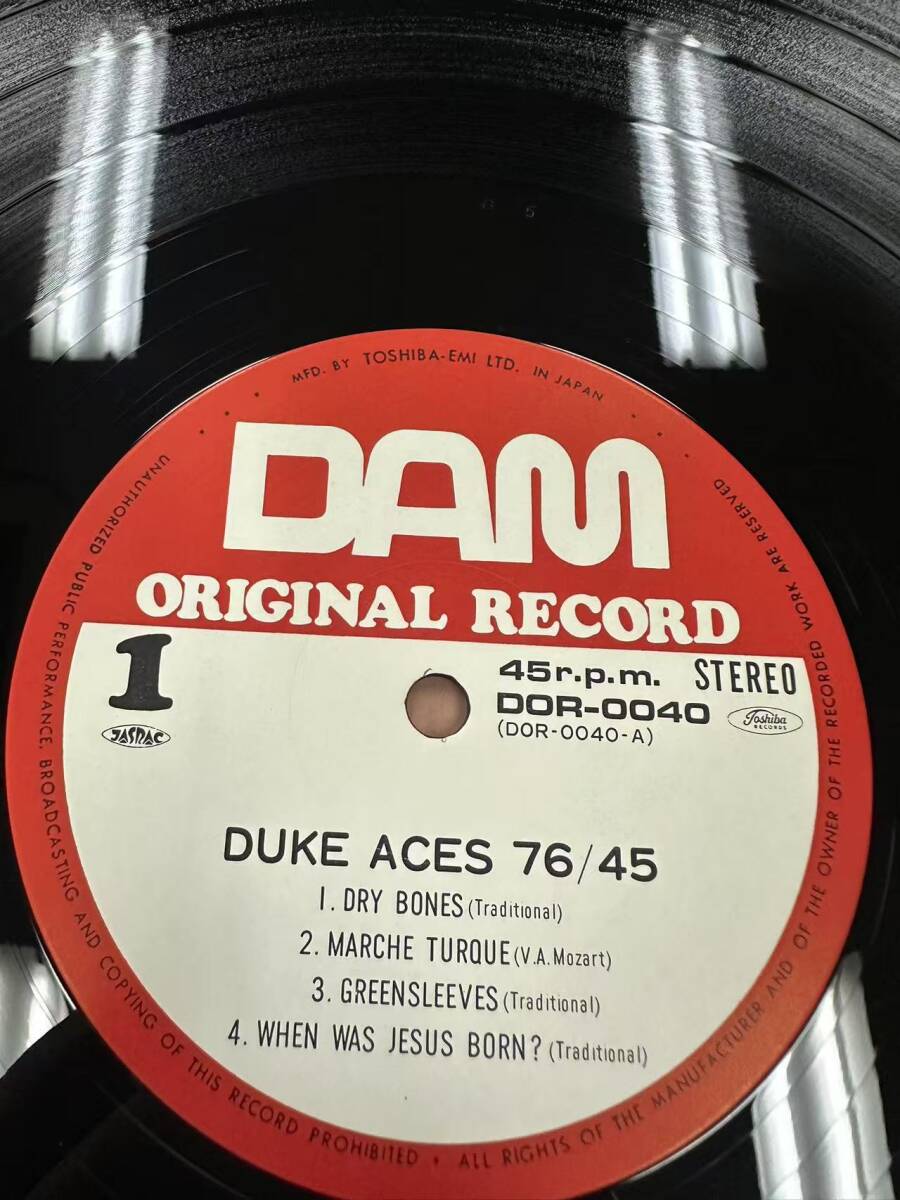 MFD. BY TOSHIBA-EMI LTD. IN JAPAN
DAM
ORIGINAL RECORD
1
45r.p.m. STEREO
JASRAC
DOR-0040
Toshiba
RECORDS
(DOR-0040-A)
DUKE ACES 76/45
1. DRY BONES (Traditional)
2. MARCHE TURQUE (V.A.Mozart)
3. GREENSLEEVES (Traditional)
4. WHEN WAS JESUS BORN? (Traditional)
UNAUTHORIZED PUBLIC PERFORMANCE, BROADCASTING AND COPYING OF THIS RECORD PROHIBITED • ALL RIGHTS OF THE MANUFACTURER AND OF THE OWNER OF THE RECORDED WORK ARE RESERVED